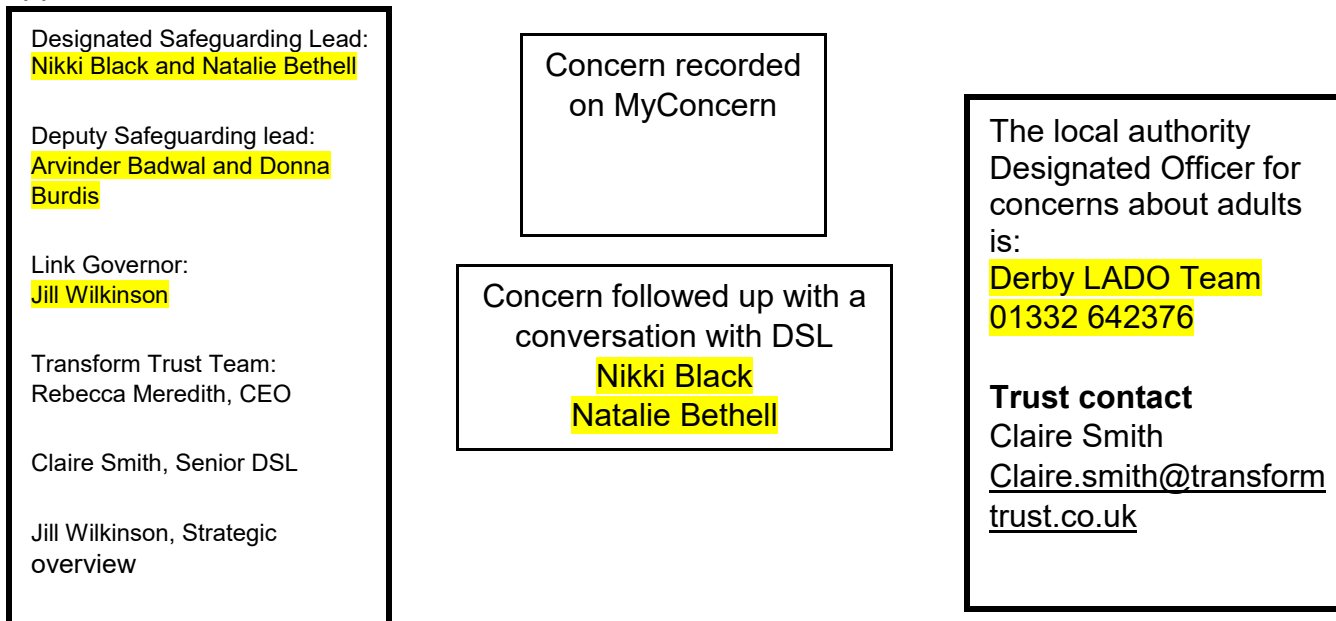 Designated Safeguarding Lead:
Nikki Black and Natalie Bethell
Deputy Safeguarding lead:
Arvinder Badwal and Donna
Burdis
Link Governor:
Jill Wilkinson
Transform Trust Team:
Rebecca Meredith, CEO
Claire Smith, Senior DSL
Jill Wilkinson, Strategic
overview
Concern recorded
on MyConcern
Concern followed up with a
conversation with DSL
Nikki Black
Natalie Bethell
The local authority
Designated Officer for
concerns about adults
is:
Derby LADO Team
01332 642376
Trust contact
Claire Smith
Claire.smith@transform
trust.co.uk